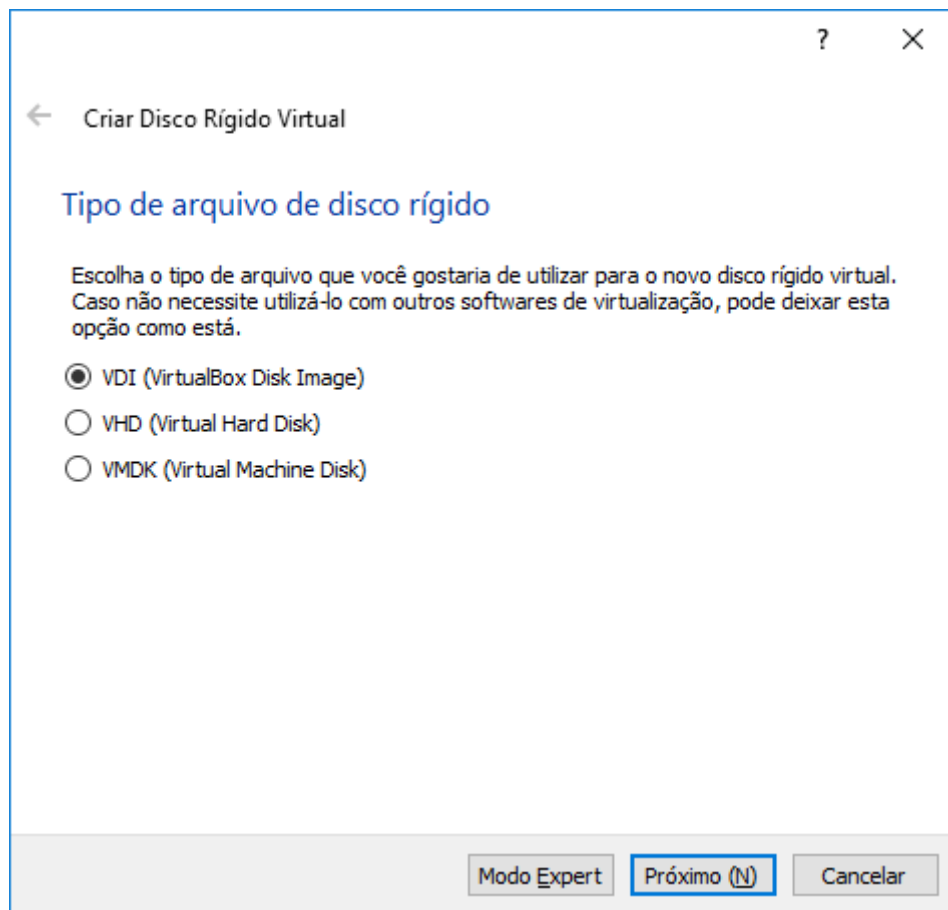 ?
Criar Disco Rígido Virtual
Tipo de arquivo de disco rígido
Escolha o tipo de arquivo que você gostaria de utilizar para o novo disco rígido virtual.
Caso não necessite utilizá-lo com outros softwares de virtualização, pode deixar esta
opção como está.
VDI (VirtualBox Disk Image)
VHD (Virtual Hard Disk)
VMDK (Virtual Machine Disk)
Modo Expert Próximo (N) Cancelar